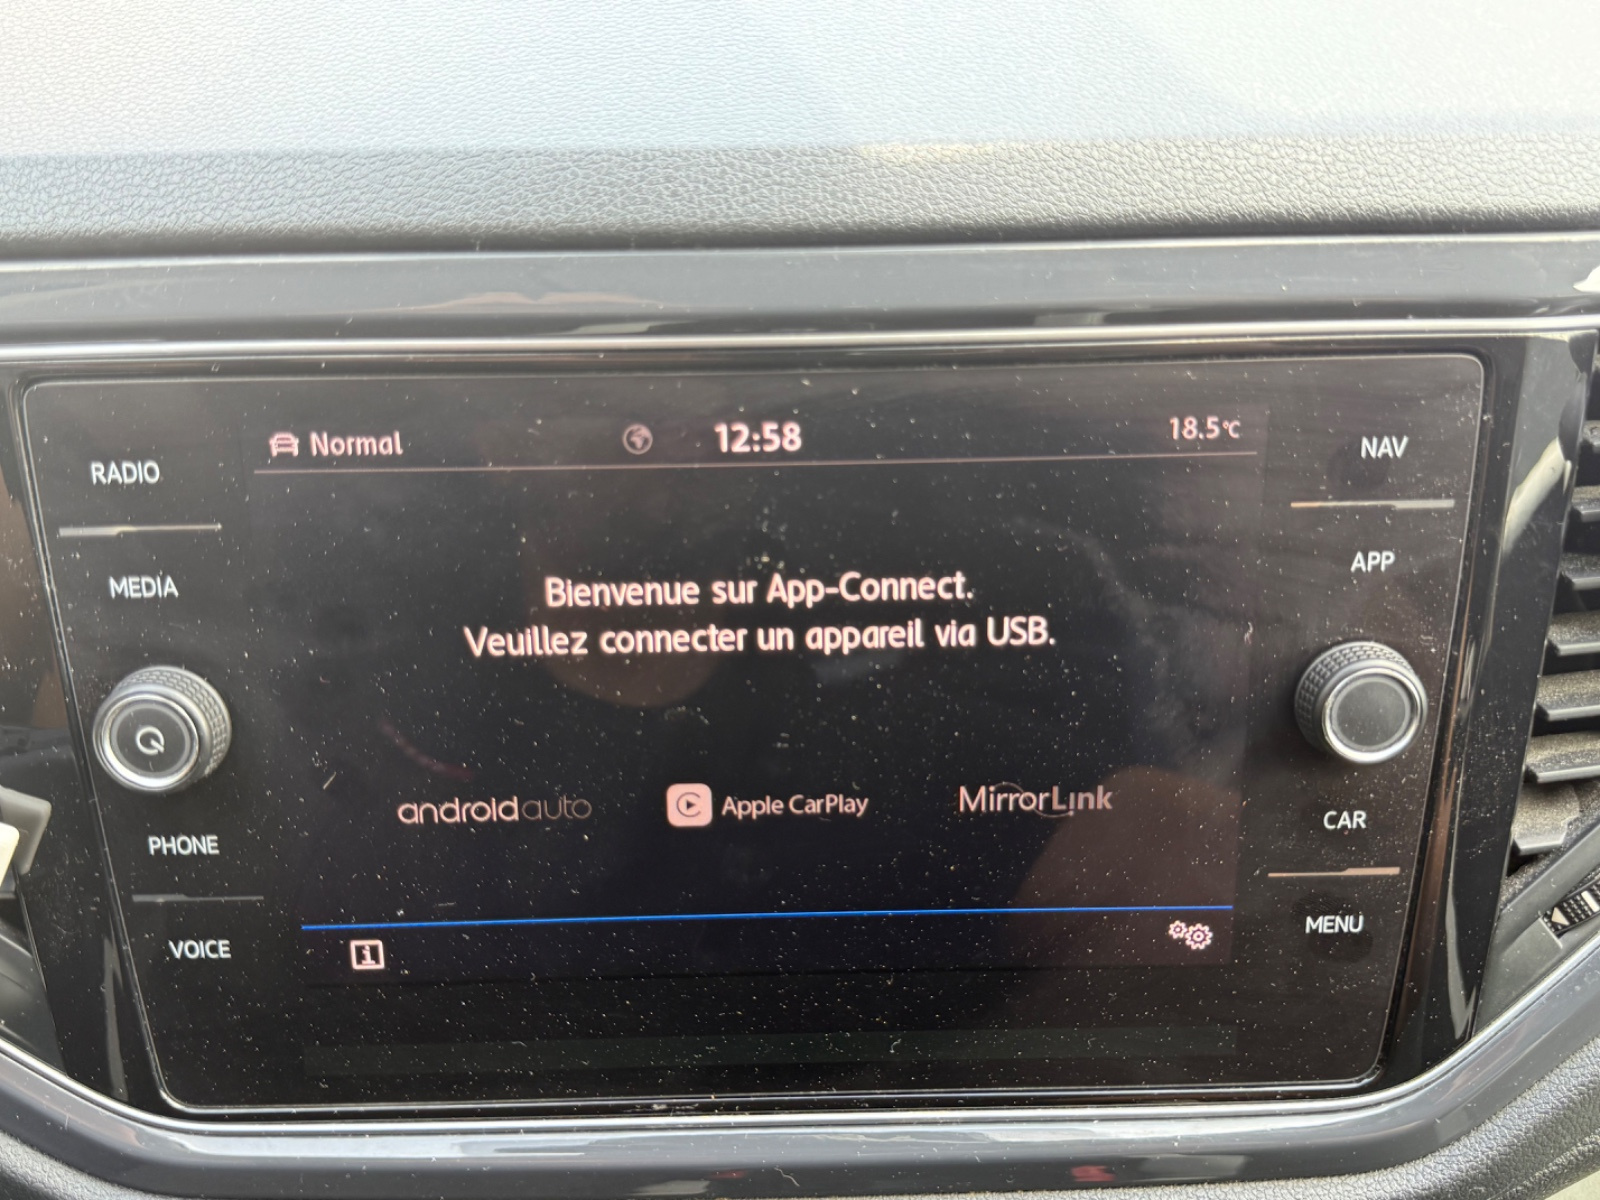 Normal
12:58
18.5°C
RADIO
MEDIA
PHONE
VOICE
Bienvenue sur App-Connect.
Veuillez connecter un appareil via USB.
androidauto
Apple CarPlay
MirrorLink
i
NAV
APP
CAR
MENU